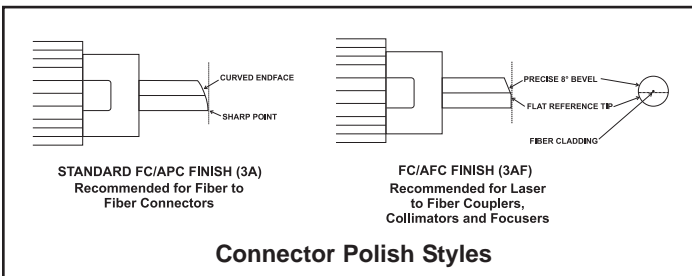 CURVED ENDFACE
SHARP POINT
STANDARD FC/APC FINISH (3A)
Recommended for Fiber to
Fiber Connectors
PRECISE 8° BEVEL
FLAT REFERENCE TIP
FIBER CLADDING
FC/AFC FINISH (3AF)
Recommended for Laser
to Fiber Couplers,
Collimators and Focusers
Connector Polish Styles